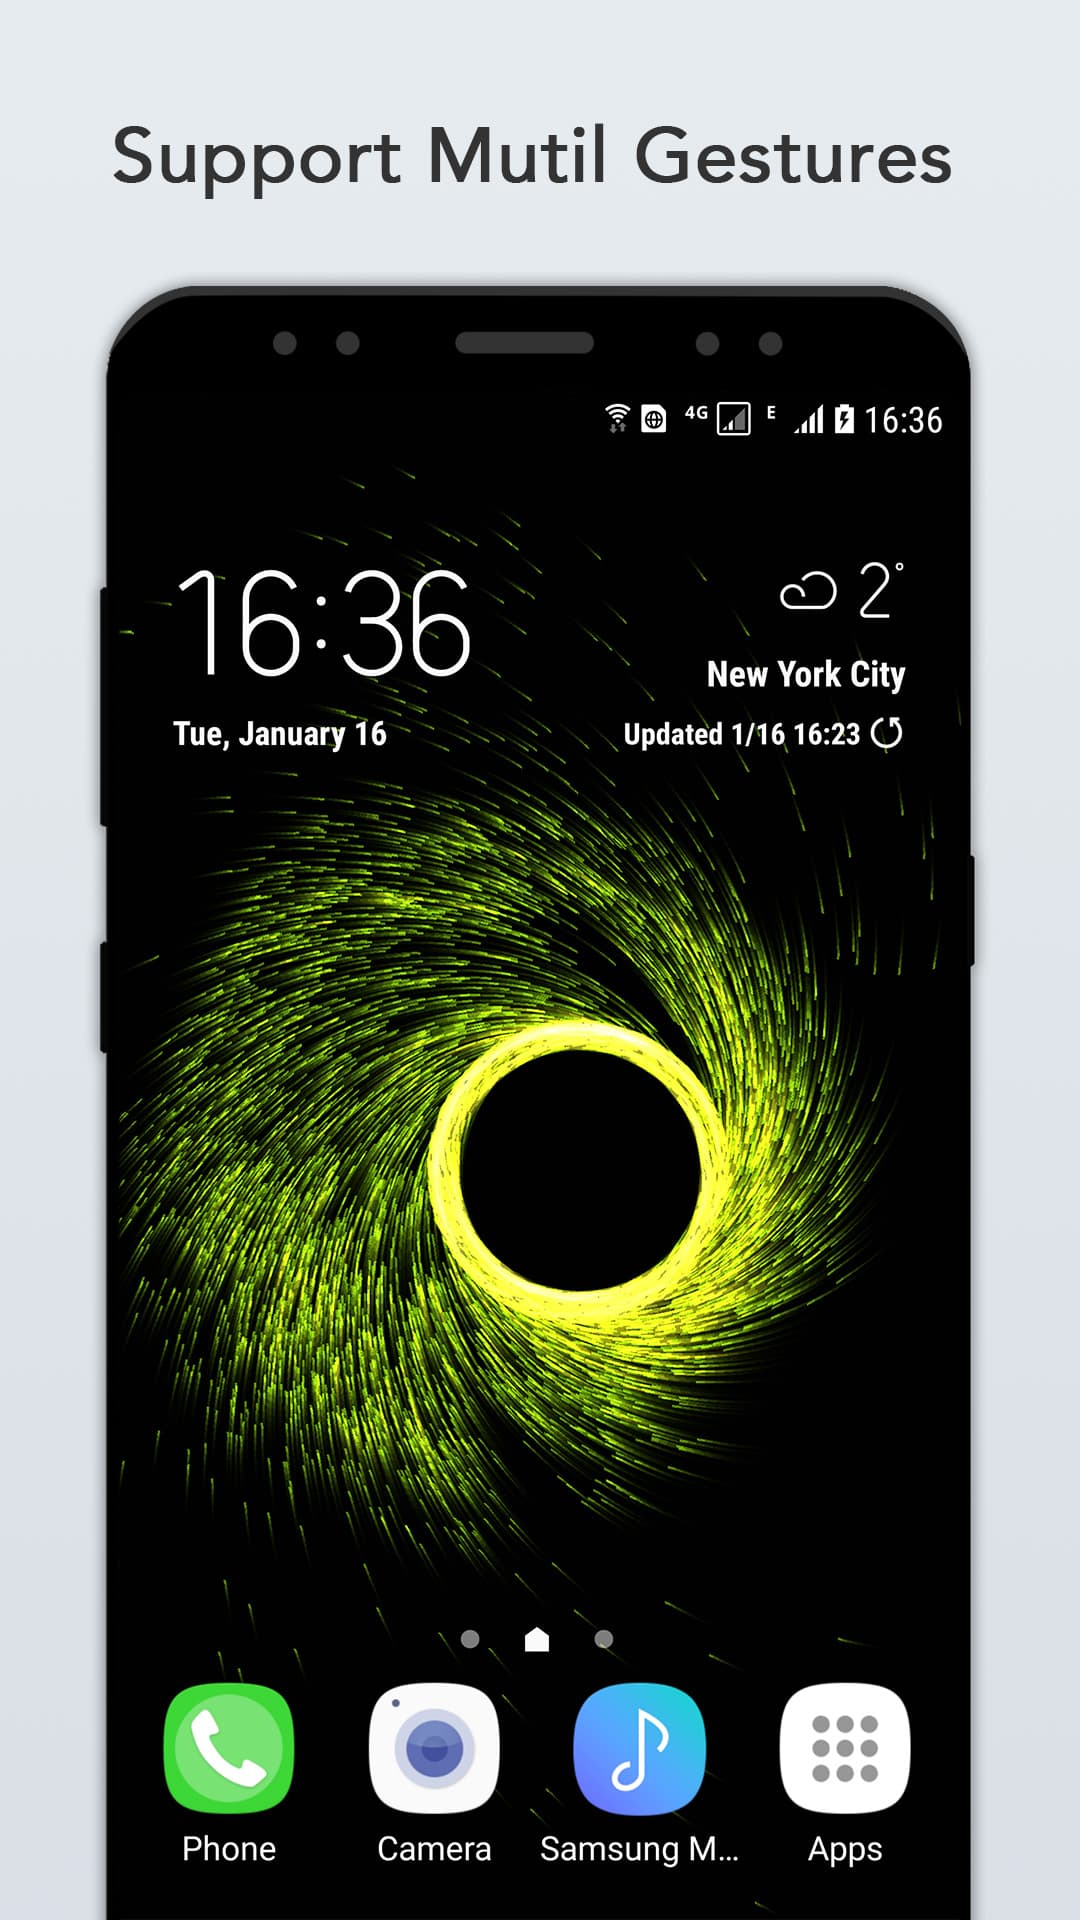 Support Mutil Gestures
4G E 16:36
16:36
2°
New York City
Tue, January 16
Updated 1/16 16:23
Phone
Camera
Samsung M...
Apps